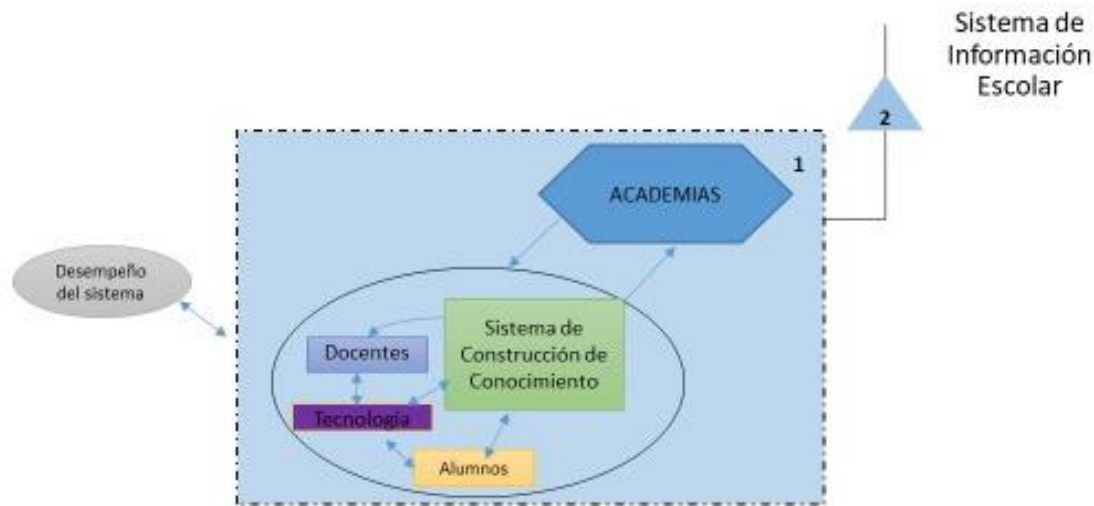 Sistema de
Información
Escolar
2
1
ACADEMIAS
Desempeño
del sistema
Sistema de
Construcción de
Conocimiento
Docentes
Tecnología
Alumnos